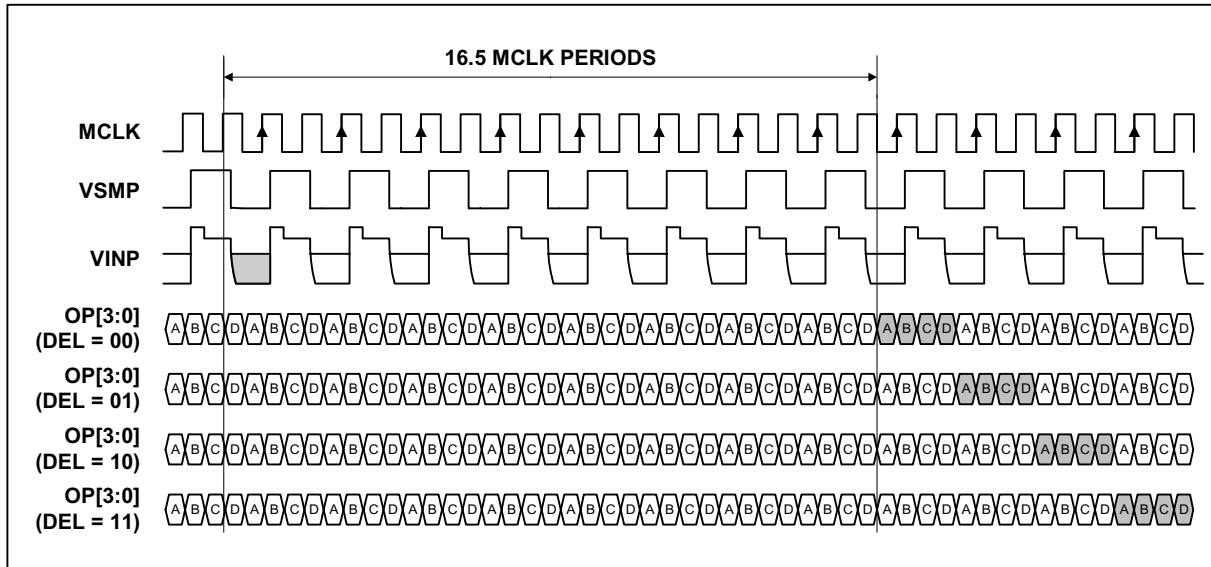 16.5 MCLK PERIODS
MCLK
VSMP
VINP
OP[3:0]
(DEL = 00)
A B C D A B C D A B C D A B C D A B C D A B C D A B C D A B C D A B C D A B C D A B C D A B C D A B C D
OP[3:0]
(DEL = 01)
A B C D A B C D A B C D A B C D A B C D A B C D A B C D A B C D A B C D A B C D A B C D A B C D A B C D
OP[3:0]
(DEL = 10)
A B C D A B C D A B C D A B C D A B C D A B C D A B C D A B C D A B C D A B C D A B C D A B C D A B C D
OP[3:0]
(DEL = 11)
A B C D A B C D A B C D A B C D A B C D A B C D A B C D A B C D A B C D A B C D A B C D A B C D A B C D